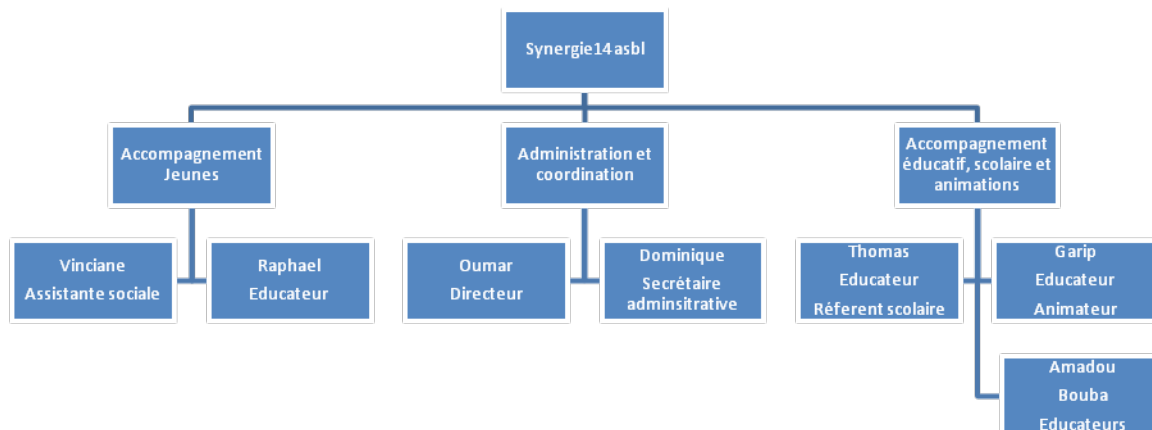 Synergie14 asbl
Accompagnement
Jeunes
Administration et
coordination
Accompagnement
éducatif, scolaire et
animations
Vinciane
Assistante sociale
Raphael
Educateur
Oumar
Directeur
Dominique
Secrétaire
adminsitrative
Thomas
Educateur
Réferent scolaire
Garip
Educateur
Animateur
Amadou
Bouba
Educateurs